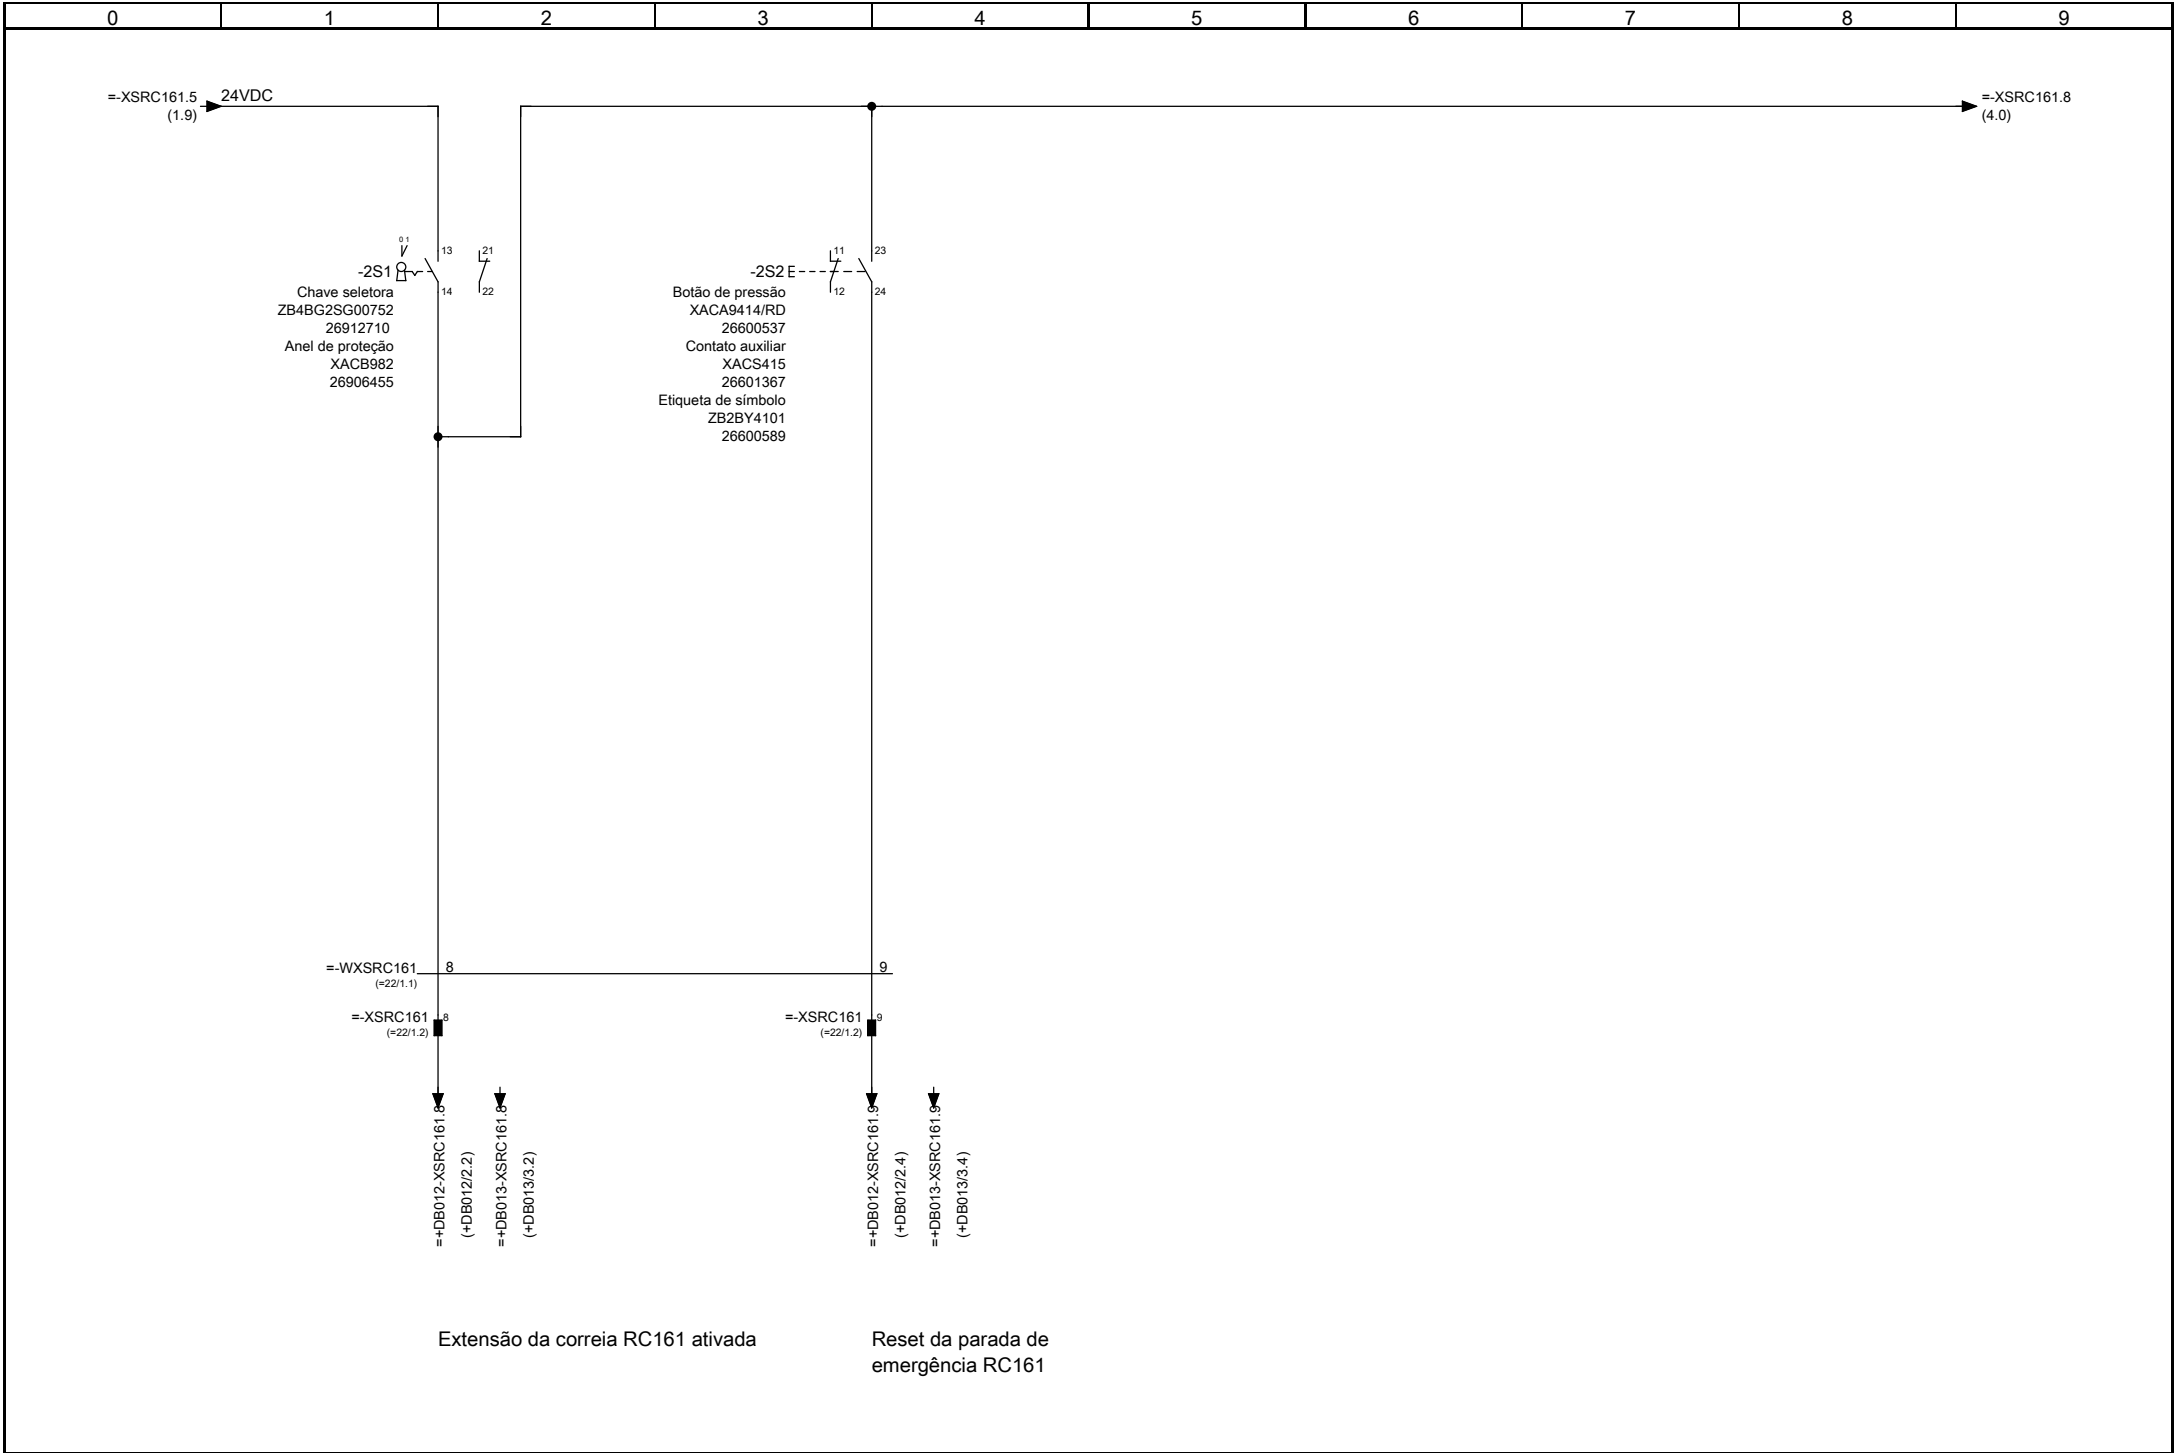 0 1 2 3 4 5 6 7 8 9
=-XSRC161.5
(1.9)
24VDC
=-XSRC161.8
(4.0)
0 1
-2S1
13
14
21
22
Chave seletora
ZB4BG2SG00752
26912710
Anel de proteção
XACB982
26906455
-2S2
11
12
23
24
Botão de pressão
XACA9414/RD
26600537
Contato auxiliar
XACS415
26601367
Etiqueta de símbolo
ZB2BY4101
26600589
=-WXSRC161
(=22/1.1)
8
9
=-XSRC161
(=22/1.2)
8
=-XSRC161
(=22/1.2)
9
=+DB012-XSRC161.8
(+DB012/2.2)
=+DB013-XSRC161.8
(+DB013/3.2)
=+DB012-XSRC161.9
(+DB012/2.4)
=+DB013-XSRC161.9
(+DB013/3.4)
Extensão da correia RC161 ativada
Reset da parada de
emergência RC161